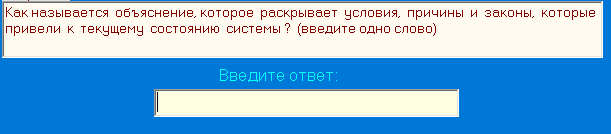 Как называется объяснение, которое раскрывает условия, причины и законы, которые
привели к текущему состоянию системы ? (введите одно слово)
Введите ответ: